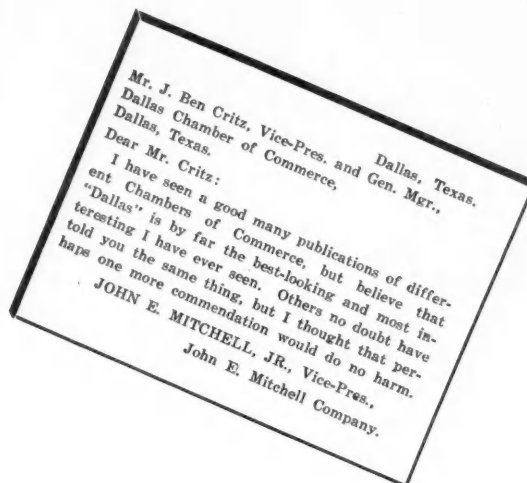 Dallas, Texas.
Mr. J. Ben Critz, Vice-Pres. and Gen. Mgr.,
Dallas Chamber of Commerce,
Dallas, Texas.
Dear Mr. Critz:
I have seen a good many publications of differ-
ent Chambers of Commerce, but believe that
"Dallas" is by far the best-looking and most in-
teresting I have ever seen. Others no doubt have
told you the same thing, but I thought that per-
haps one more commendation would do no harm.
JOHN E. MITCHELL, JR., Vice-Pres.,
John E. Mitchell Company.